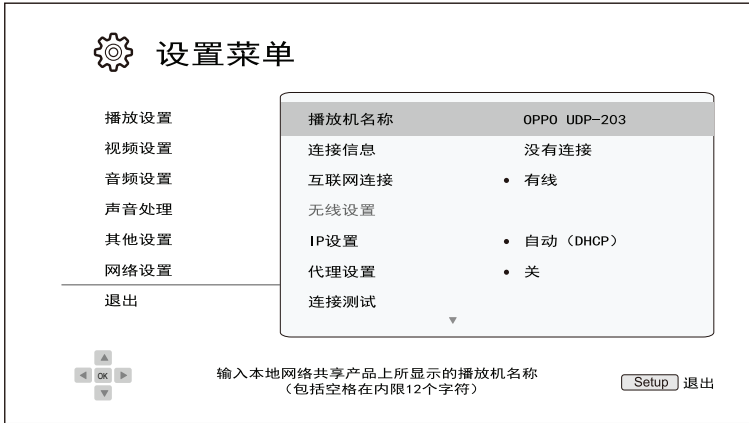 设置菜单
播放设置
视频设置
音频设置
声音处理
其他设置
网络设置
退出
播放机名称 OPPO UDP-203
连接信息 没有连接
互联网连接 • 有线
无线设置
IP设置 • 自动（DHCP）
代理设置 • 关
连接测试
OK
输入本地网络共享产品上所显示的播放机名称
（包括空格在内限12个字符）
Setup 退出